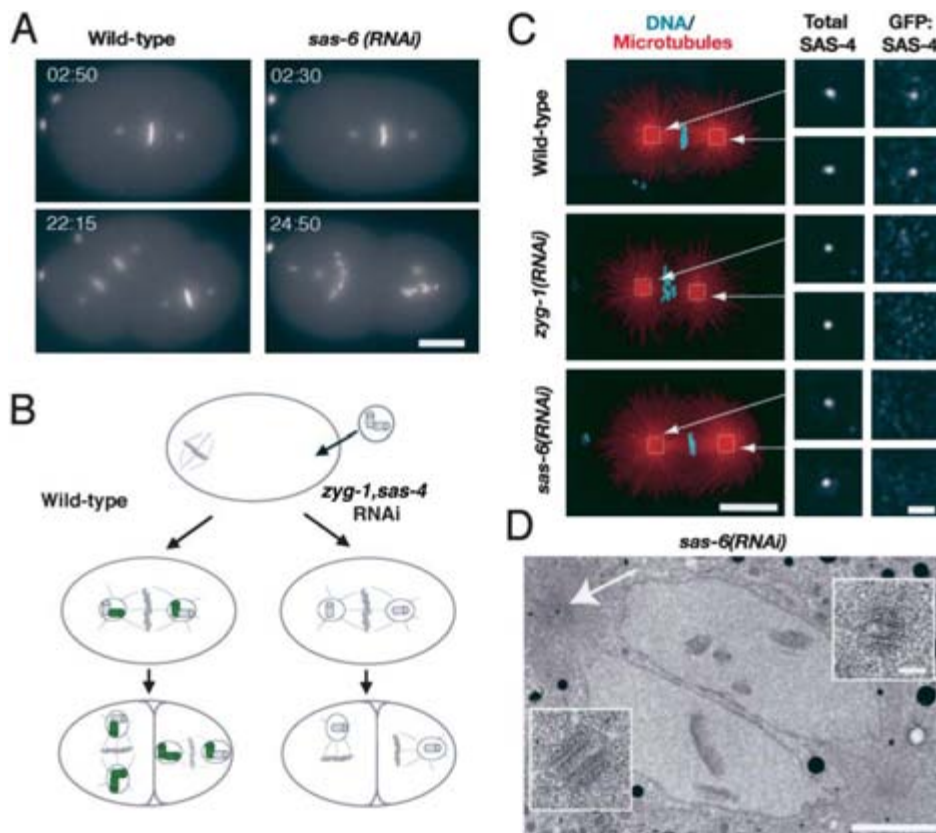 A
Wild-type
sas-6 (RNAi)
02:50
02:30
22:15
24:50
B
Wild-type
zyg-1,sas-4
RNAi
C
DNA/
Microtubules
Total
SAS-4
GFP:
SAS-4
Wild-type
zyg-1(RNAi)
sas-6(RNAi)
D
sas-6(RNAi)